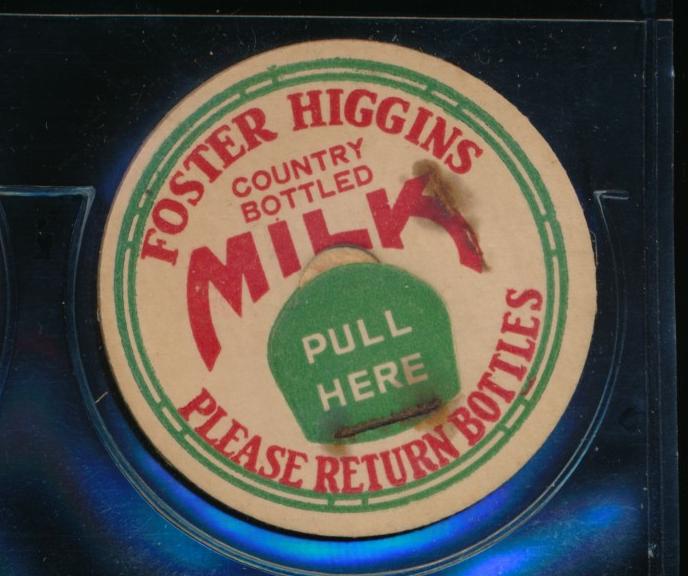 FOSTER HIGGINS
COUNTRY
BOTTLED
MILK
PULL
HERE
PLEASE RETURN BOTTLES